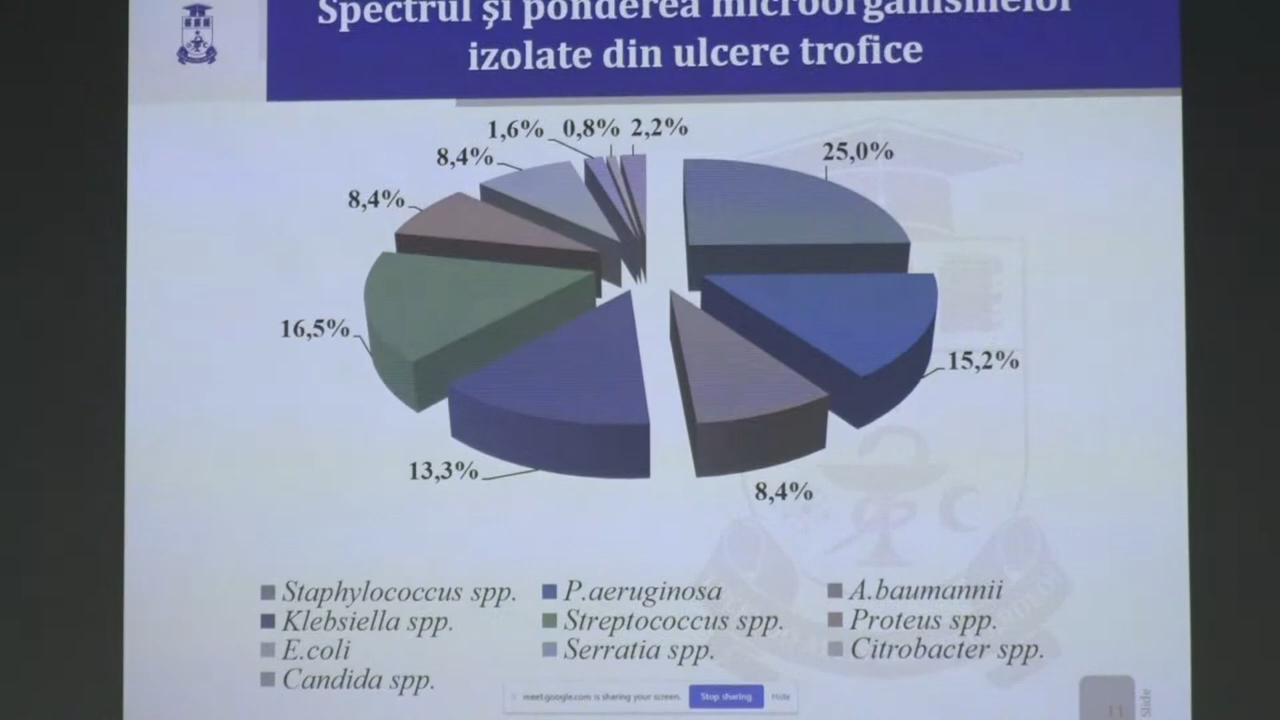 Spectrul și ponderea microorganismelor
izolate din ulcere trofice
1,6% 0,8% 2,2%
8,4%
25,0%
8,4%
16,5%
15,2%
13,3%
8,4%
Staphylococcus spp. P.aeruginosa A.baumannii
Klebsiella spp. Streptococcus spp. Proteus spp.
E.coli Serratia spp. Citrobacter spp.
Candida spp.
meet.google.com is sharing your screen. Stop sharing Hide
11
Slide